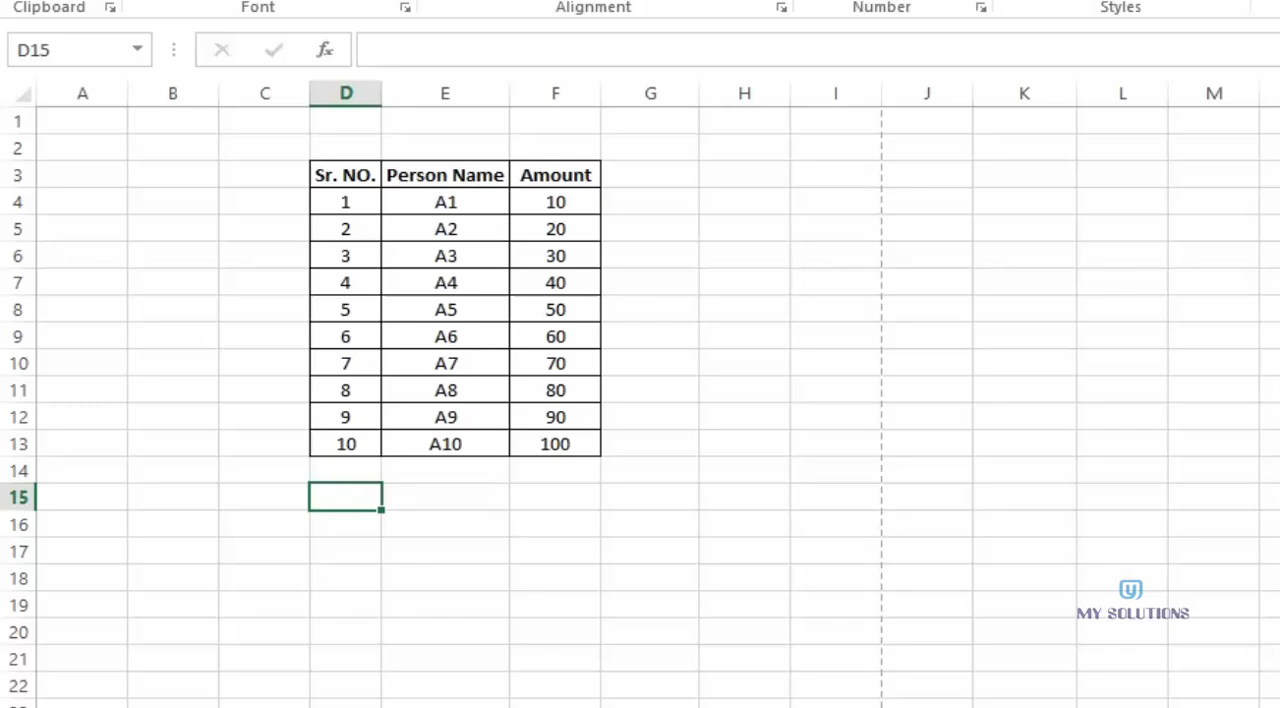 Clipboard Font Alignment Number Styles
D15 fx
A B C D E F G H I J K L M
1
2
3 Sr. NO. Person Name Amount
4 1 A1 10
5 2 A2 20
6 3 A3 30
7 4 A4 40
8 5 A5 50
9 6 A6 60
10 7 A7 70
11 8 A8 80
12 9 A9 90
13 10 A10 100
14
15
16
17
18
19
20
21
22
MY SOLUTIONS